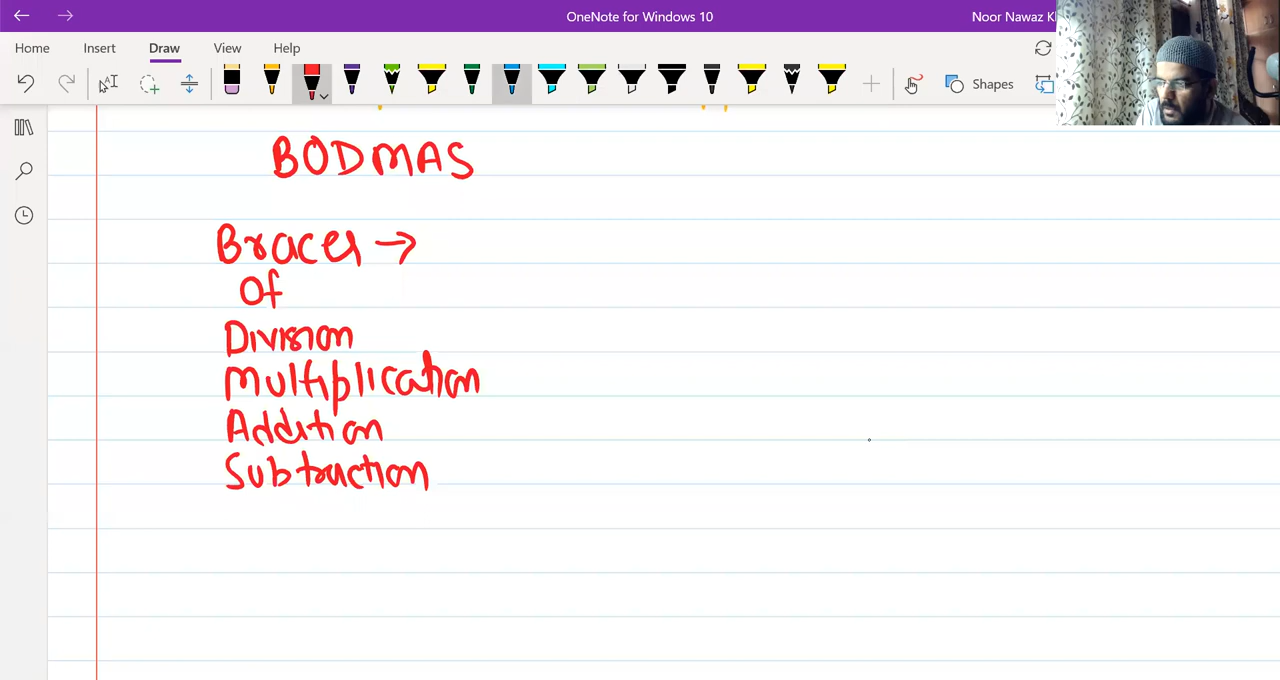 OneNote for Windows 10
Noor Nawaz
Home Insert Draw View Help
Shapes
BODMAS
Braces →
Of
Division
Multiplication
Addition
Subtraction